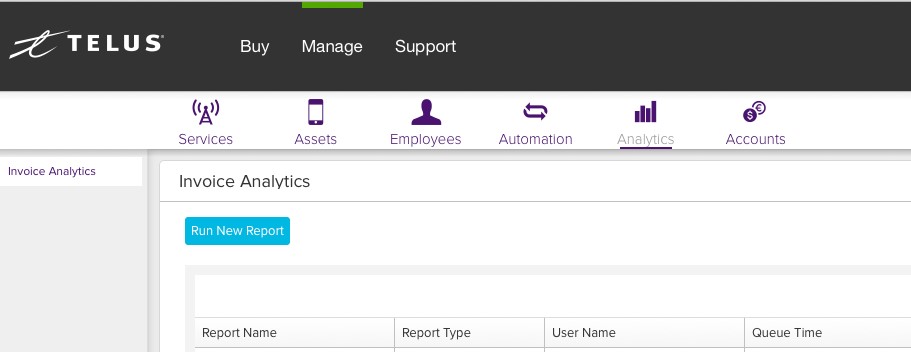 TELUS Buy Manage Support
Services Assets Employees Automation Analytics Accounts
Invoice Analytics
Invoice Analytics
Run New Report
Report Name Report Type User Name Queue Time